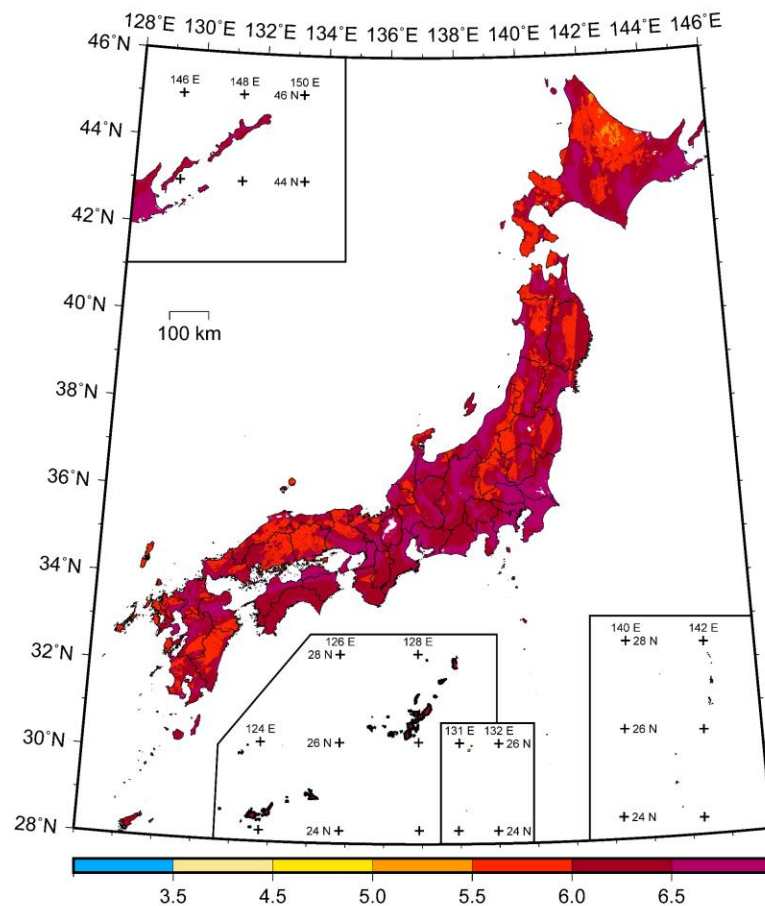 128˚E 130˚E 132˚E 134˚E 136˚E 138˚E 140˚E 142˚E 144˚E 146˚E
46˚N
146 E 148 E 150 E
46 N
44˚N
44 N
42˚N
40˚N
100 km
38˚N
36˚N
34˚N
32˚N
126 E 128 E
28 N
140 E 142 E
28 N
30˚N
124 E
26 N
131 E 132 E
26 N
26 N
28˚N
24 N
24 N
24 N
3.5 4.5 5.0 5.5 6.0 6.5